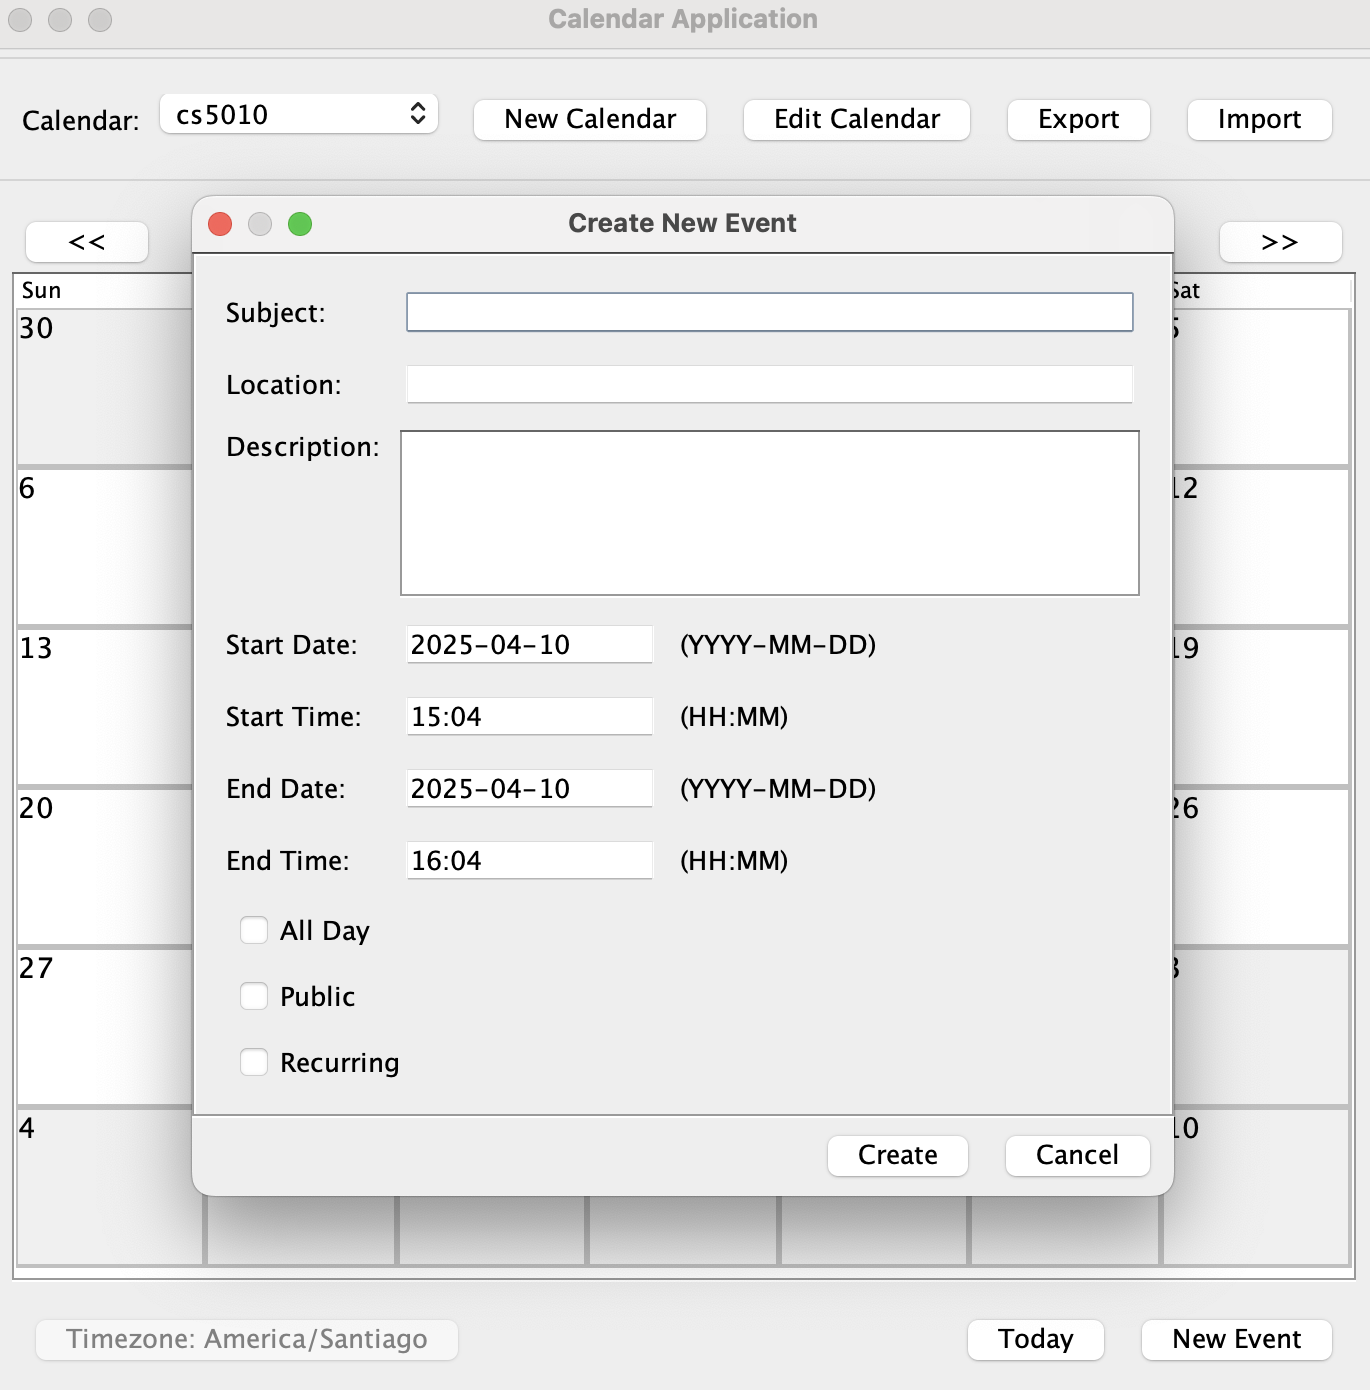 Calendar Application
Calendar: cs5010 New Calendar Edit Calendar Export Import
Create New Event
<< >>
Sun Sat
Subject:
30
Location:
Description:
6 12
Start Date: 2025-04-10 (YYYY-MM-DD)
13 19
Start Time: 15:04 (HH:MM)
End Date: 2025-04-10 (YYYY-MM-DD)
20 26
End Time: 16:04 (HH:MM)
All Day
27
Public
Recurring
4 10
Create Cancel
Timezone: America/Santiago Today New Event